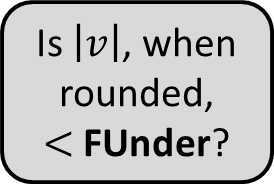 Is |𝑣|, when
rounded,
< FUnder?